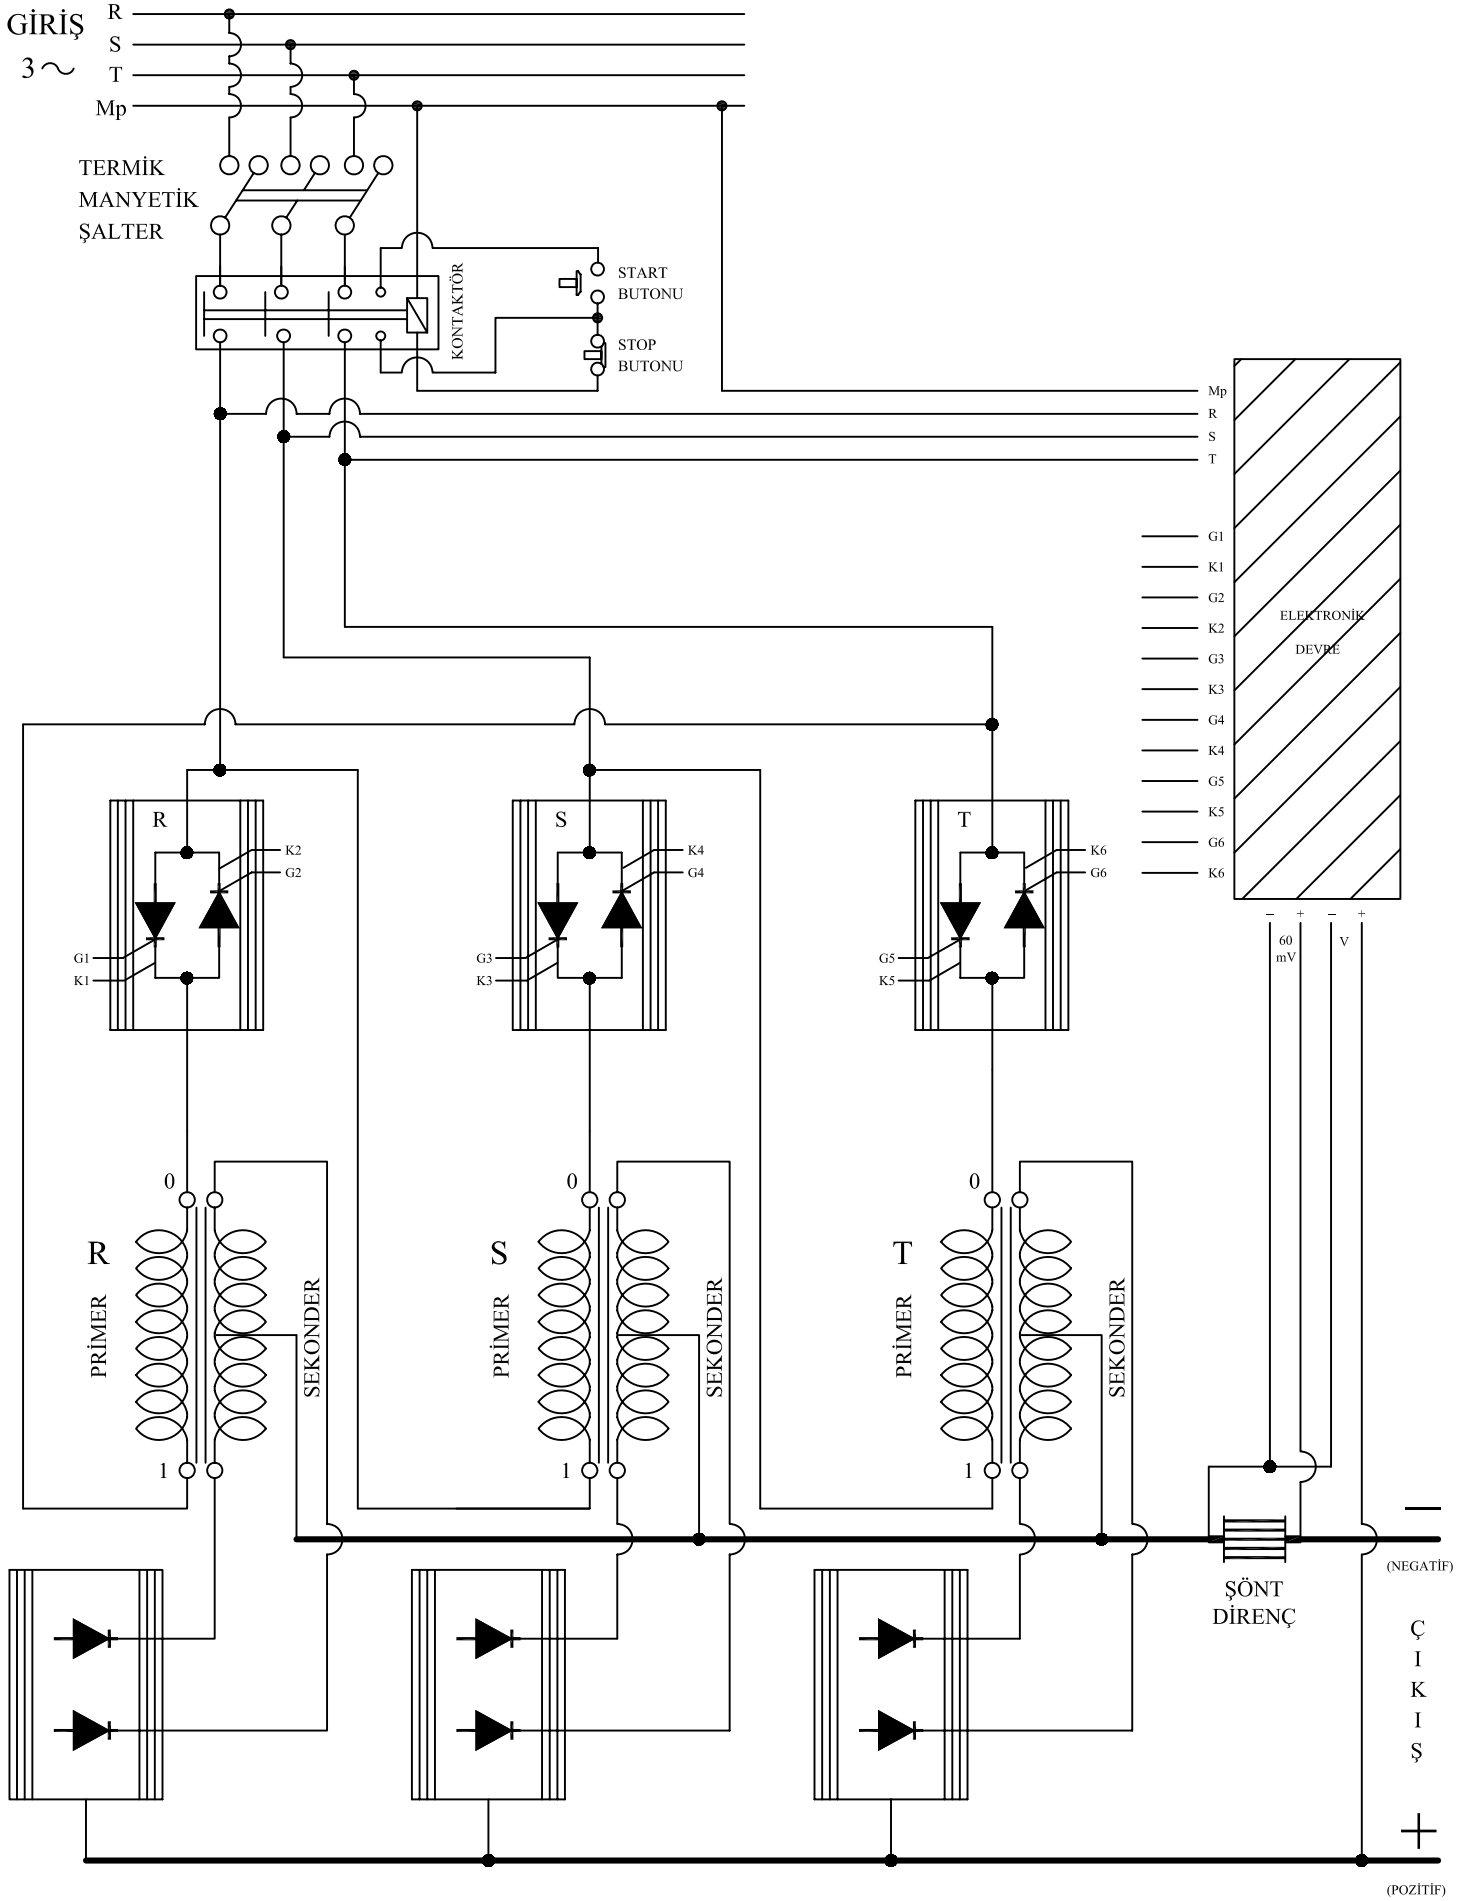 GİRİŞ
3
R
S
T
Mp
TERMİK
MANYETİK
ŞALTER
KONTAKTÖR
START
BUTONU
STOP
BUTONU
Mp
R
S
T
G1
K1
G2
K2
G3
K3
G4
K4
G5
K5
G6
K6
ELEKTRONİK
DEVRE
– + – +
60
mV
V
R
K2
G2
G1
K1
S
K4
G4
G3
K3
T
K6
G6
G5
K5
0
R
PRİMER
SEKONDER
1
0
S
PRİMER
SEKONDER
1
0
T
PRİMER
SEKONDER
1
–
(NEGATİF)
ŞÖNT
DİRENÇ
Ç
I
K
I
Ş
+
(POZİTİF)